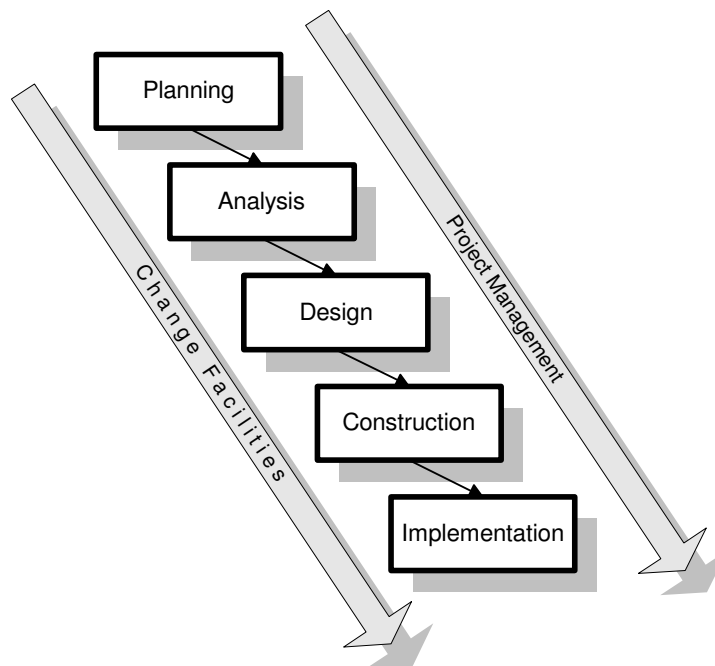 Planning
Analysis
Design
Construction
Implementation
Change Facilities
Project Management